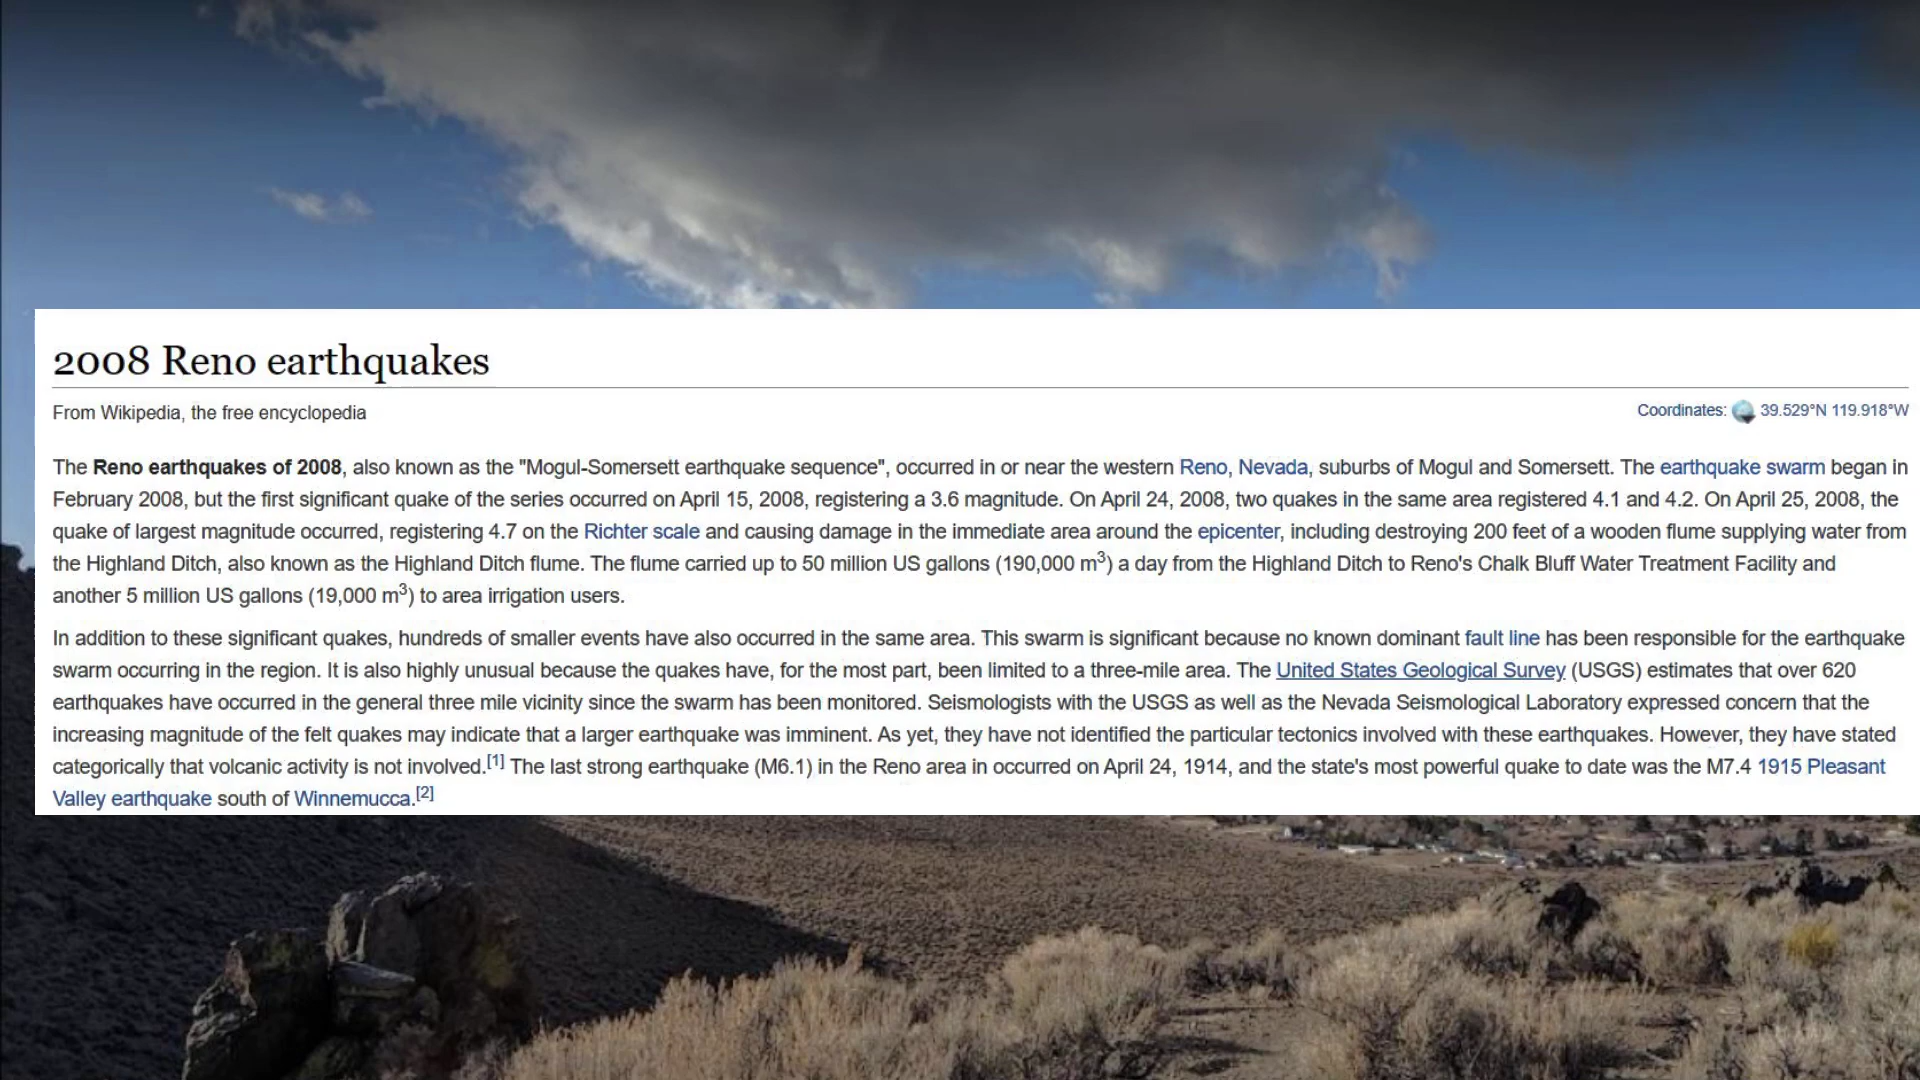 2008 Reno earthquakes
From Wikipedia, the free encyclopedia
Coordinates: 39.529°N 119.918°W
The Reno earthquakes of 2008, also known as the "Mogul-Somersett earthquake sequence", occurred in or near the western Reno, Nevada, suburbs of Mogul and Somersett. The earthquake swarm began in
February 2008, but the first significant quake of the series occurred on April 15, 2008, registering a 3.6 magnitude. On April 24, 2008, two quakes in the same area registered 4.1 and 4.2. On April 25, 2008, the
quake of largest magnitude occurred, registering 4.7 on the Richter scale and causing damage in the immediate area around the epicenter, including destroying 200 feet of a wooden flume supplying water from
the Highland Ditch, also known as the Highland Ditch flume. The flume carried up to 50 million US gallons (190,000 m³) a day from the Highland Ditch to Reno's Chalk Bluff Water Treatment Facility and
another 5 million US gallons (19,000 m³) to area irrigation users.
In addition to these significant quakes, hundreds of smaller events have also occurred in the same area. This swarm is significant because no known dominant fault line has been responsible for the earthquake
swarm occurring in the region. It is also highly unusual because the quakes have, for the most part, been limited to a three-mile area. The United States Geological Survey (USGS) estimates that over 620
earthquakes have occurred in the general three mile vicinity since the swarm has been monitored. Seismologists with the USGS as well as the Nevada Seismological Laboratory expressed concern that the
increasing magnitude of the felt quakes may indicate that a larger earthquake was imminent. As yet, they have not identified the particular tectonics involved with these earthquakes. However, they have stated
categorically that volcanic activity is not involved.[1] The last strong earthquake (M6.1) in the Reno area in occurred on April 24, 1914, and the state's most powerful quake to date was the M7.4 1915 Pleasant
Valley earthquake south of Winnemucca.[2]